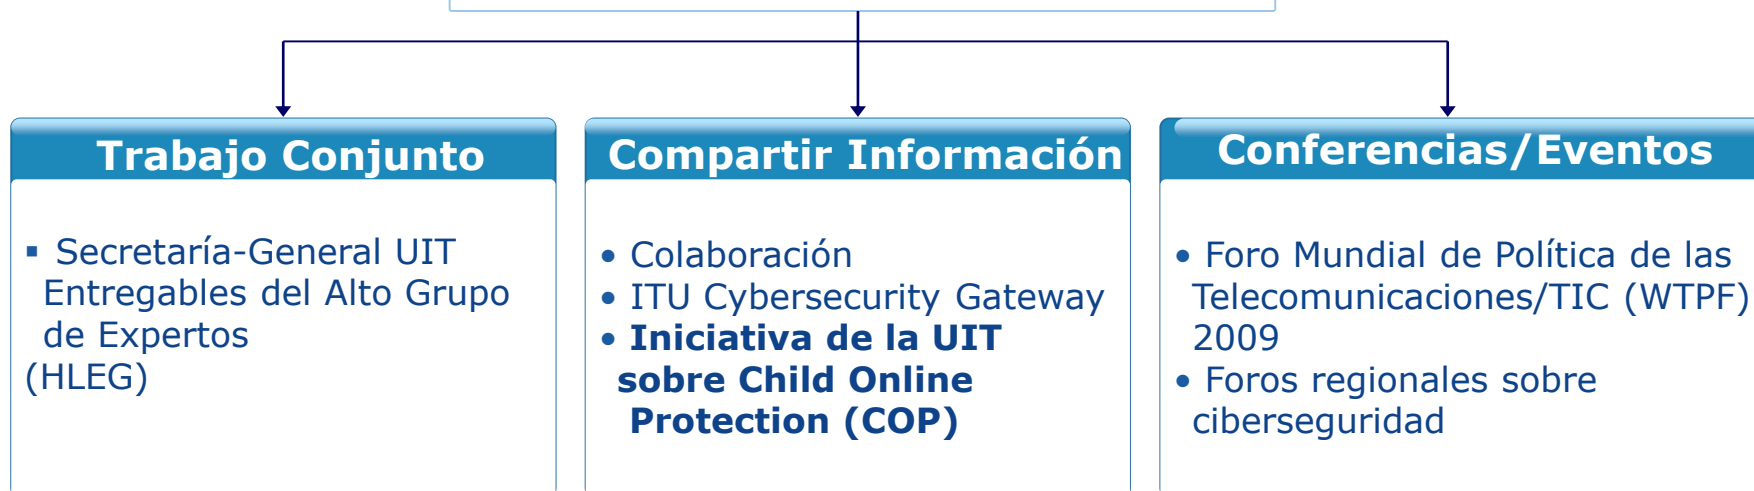 Trabajo Conjunto
▪ Secretaría-General UIT
Entregables del Alto Grupo
de Expertos
(HLEG)
Compartir Información
• Colaboración
• ITU Cybersecurity Gateway
• Iniciativa de la UIT
sobre Child Online
Protection (COP)
Conferencias/Eventos
• Foro Mundial de Política de las
Telecomunicaciones/TIC (WTPF)
2009
• Foros regionales sobre
ciberseguridad